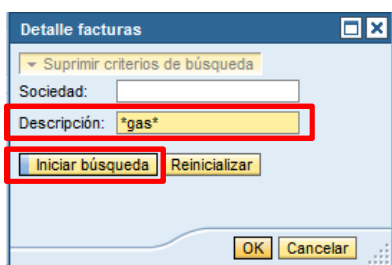 Detalle facturas
Suprimir criterios de búsqueda
Sociedad:
Descripción: *gas*
Iniciar búsqueda Reinicializar
OK Cancelar